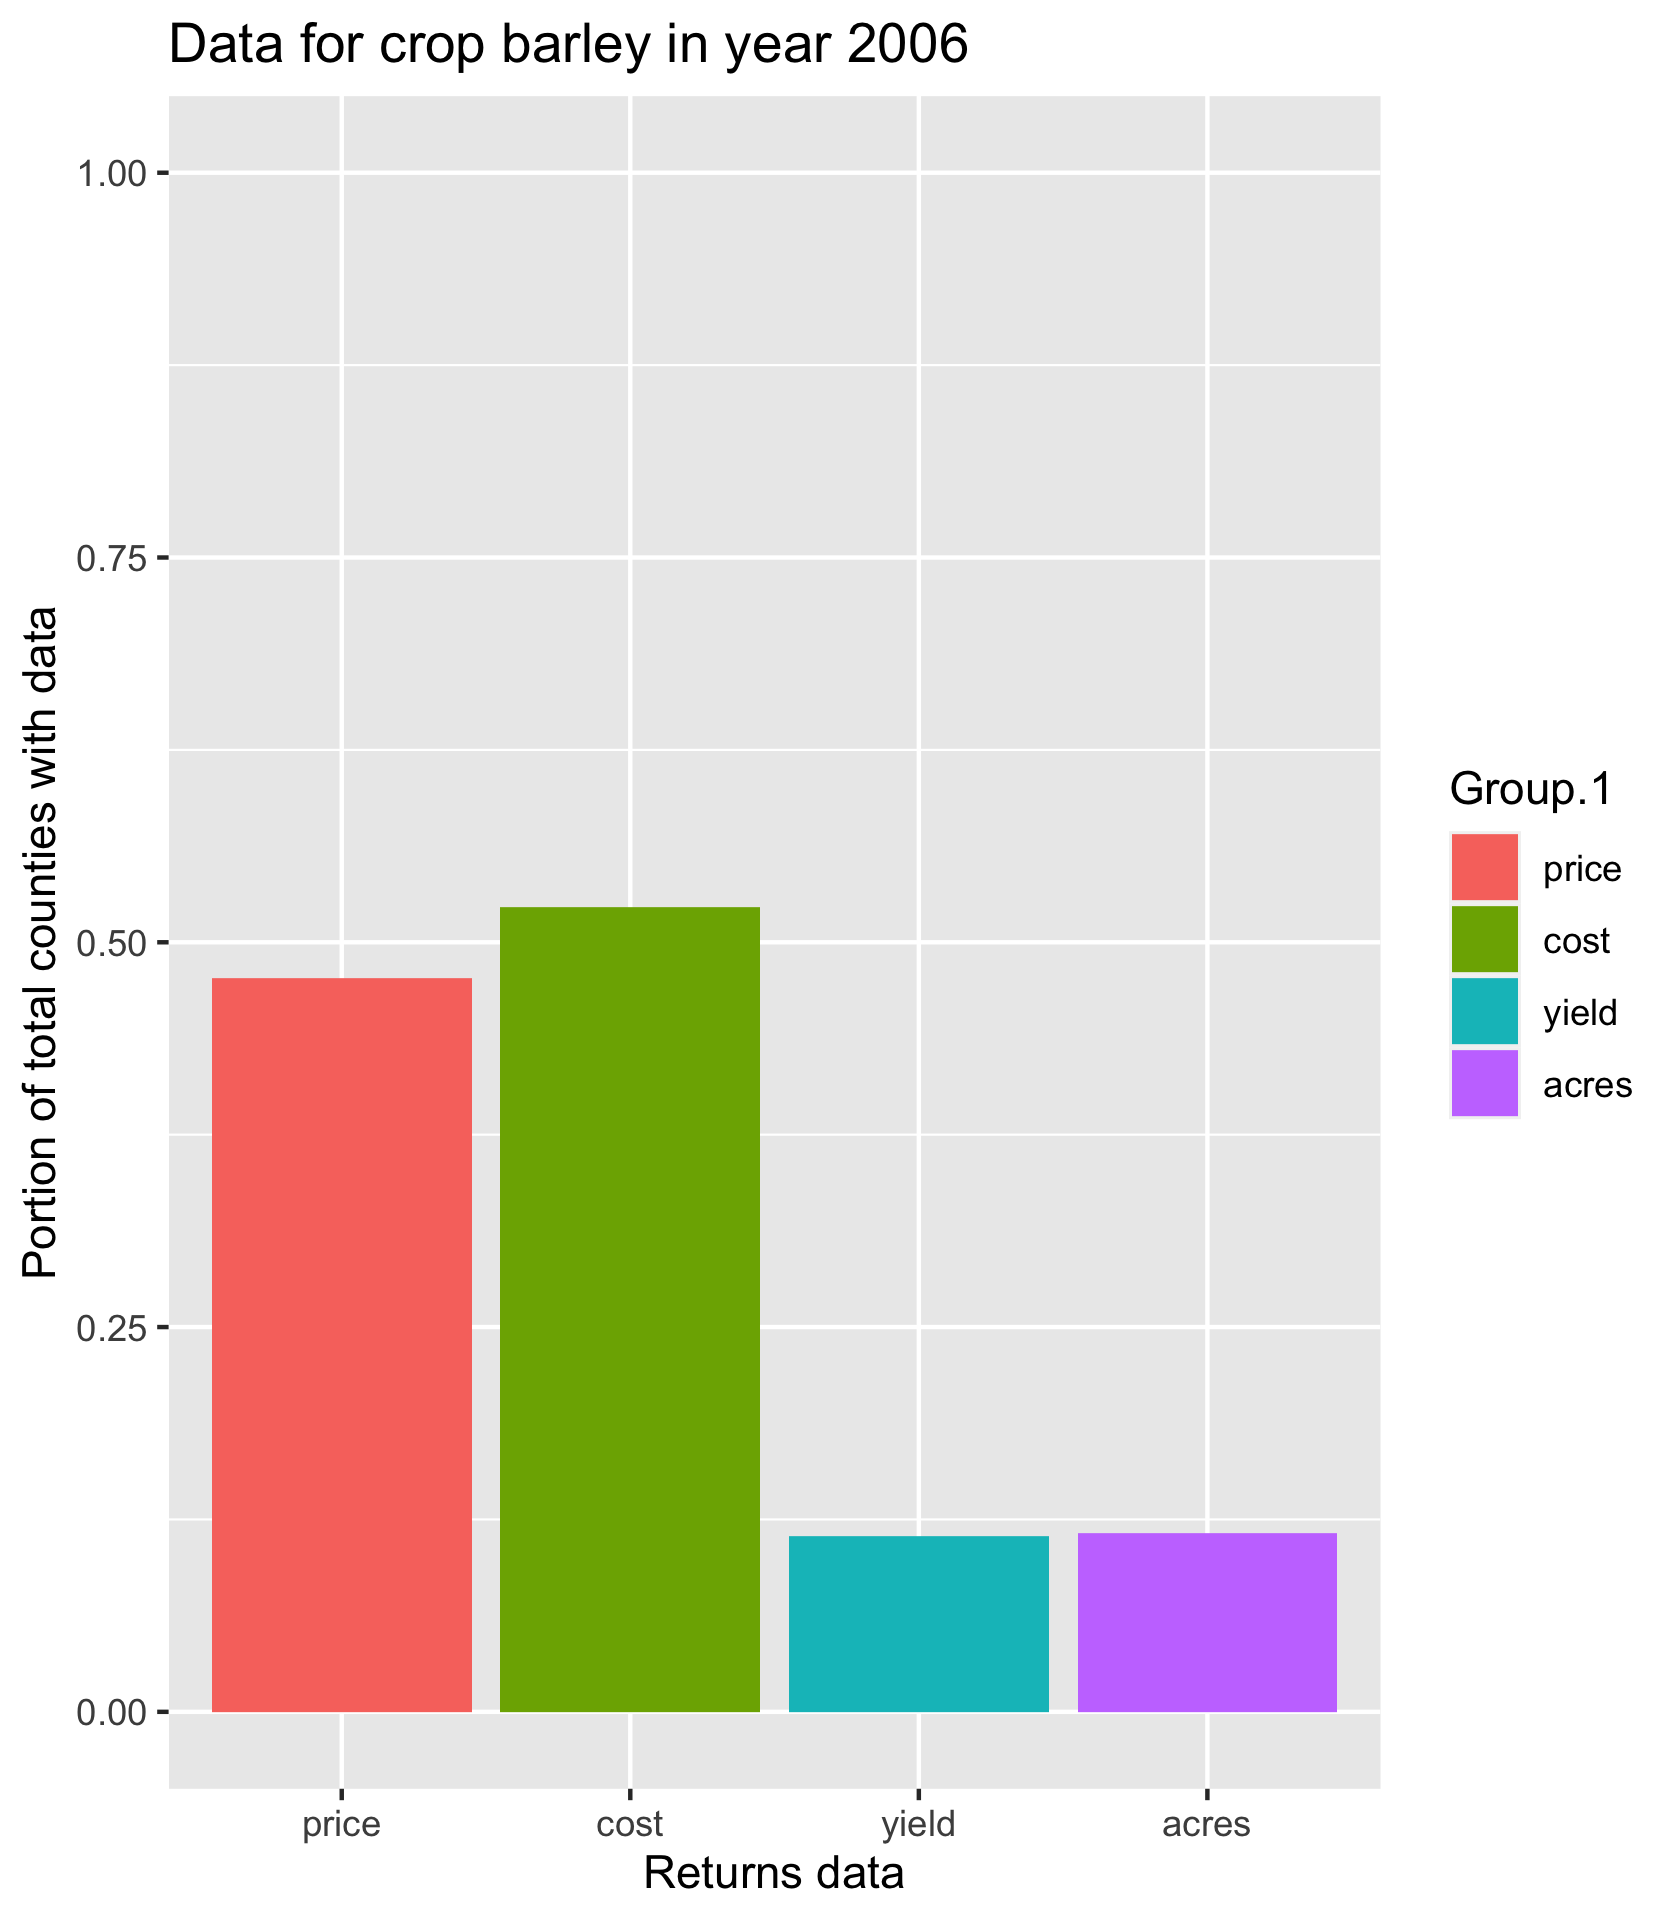 Data for crop barley in year 2006
Portion of total counties with data
1.00
0.75
0.50
0.25
0.00
price
cost
yield
acres
Returns data
Group.1
price
cost
yield
acres